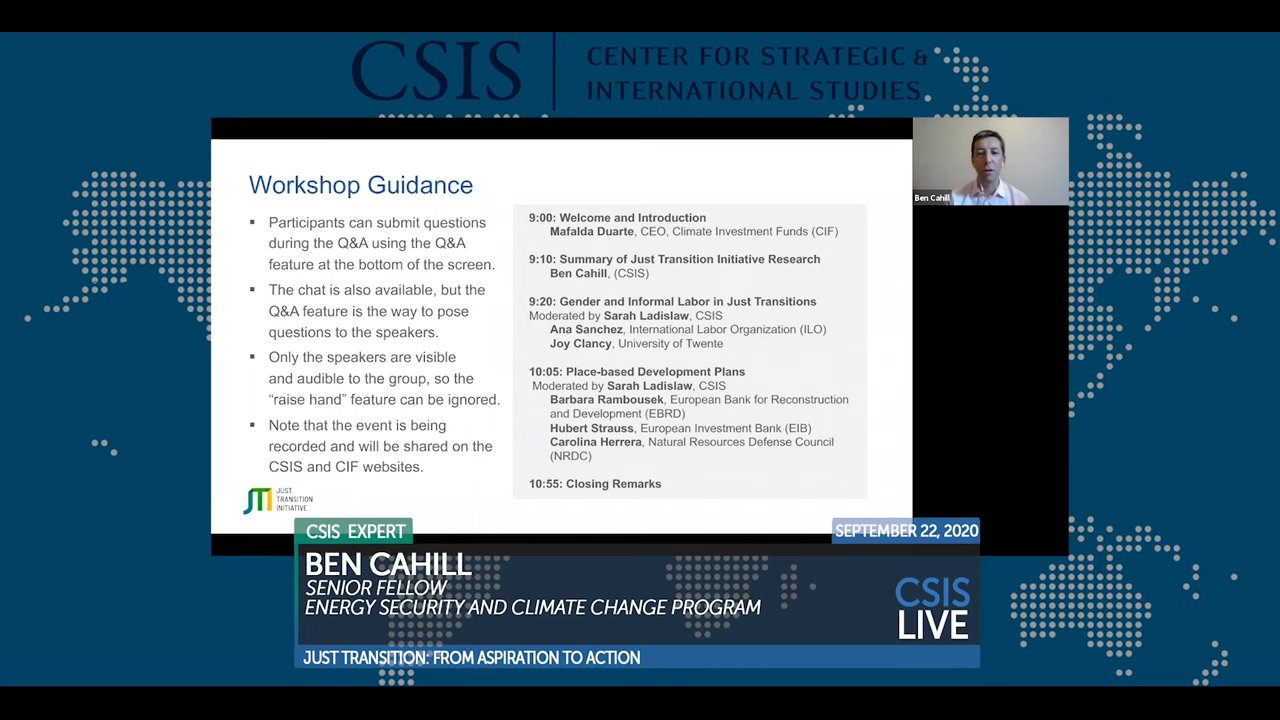 CSIS
CENTER FOR STRATEGIC &
INTERNATIONAL STUDIES
Workshop Guidance
▪ Participants can submit questions
during the Q&A using the Q&A
feature at the bottom of the screen.
▪ The chat is also available, but the
Q&A feature is the way to pose
questions to the speakers.
▪ Only the speakers are visible
and audible to the group, so the
“raise hand” feature can be ignored.
▪ Note that the event is being
recorded and will be shared on the
CSIS and CIF websites.
JTI
JUST
TRANSITION
INITIATIVE
9:00: Welcome and Introduction
Mafalda Duarte, CEO, Climate Investment Funds (CIF)
9:10: Summary of Just Transition Initiative Research
Ben Cahill, (CSIS)
9:20: Gender and Informal Labor in Just Transitions
Moderated by Sarah Ladislaw, CSIS
Ana Sanchez, International Labor Organization (ILO)
Joy Clancy, University of Twente
10:05: Place-based Development Plans
Moderated by Sarah Ladislaw, CSIS
Barbara Rambousek, European Bank for Reconstruction
and Development (EBRD)
Hubert Strauss, European Investment Bank (EIB)
Carolina Herrera, Natural Resources Defense Council
(NRDC)
10:55: Closing Remarks
Ben Cahill
CSIS EXPERT
SEPTEMBER 22, 2020
BEN CAHILL
SENIOR FELLOW
ENERGY SECURITY AND CLIMATE CHANGE PROGRAM
CSIS
LIVE
JUST TRANSITION: FROM ASPIRATION TO ACTION